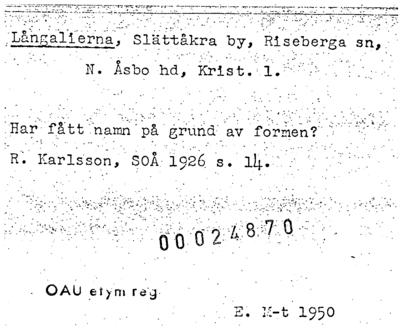 Långalierna, Slättåkra by, Riseberga sn,
N. Åsbo hd, Krist. l.
Har fått namn på grund av formen?
R. Karlsson, SOÅ 1926 s. 14.
00024870
OAU etym reg
E. M-t 1950